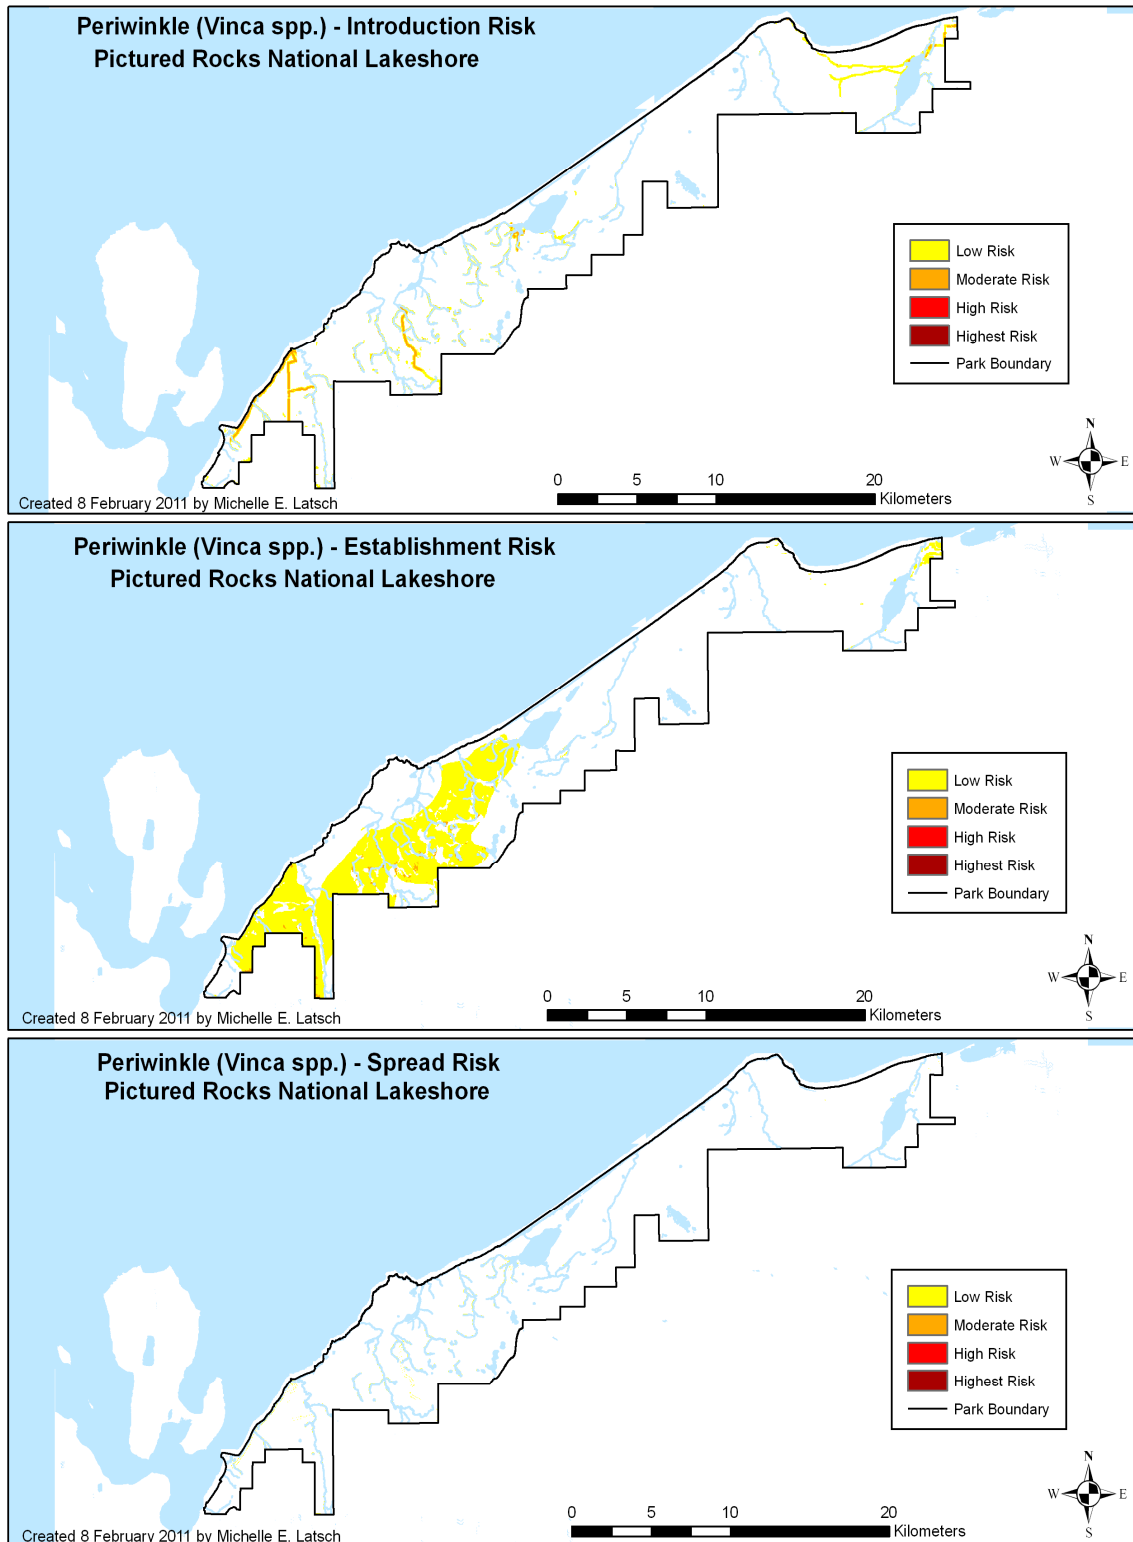 Periwinkle (Vinca spp.) - Introduction Risk
Pictured Rocks National Lakeshore
Low Risk
Moderate Risk
High Risk
Highest Risk
Park Boundary
N
W E
S
0 5 10 20
Kilometers
Created 8 February 2011 by Michelle E. Latsch
Periwinkle (Vinca spp.) - Establishment Risk
Pictured Rocks National Lakeshore
Low Risk
Moderate Risk
High Risk
Highest Risk
Park Boundary
N
W E
S
0 5 10 20
Kilometers
Created 8 February 2011 by Michelle E. Latsch
Periwinkle (Vinca spp.) - Spread Risk
Pictured Rocks National Lakeshore
Low Risk
Moderate Risk
High Risk
Highest Risk
Park Boundary
N
W E
S
0 5 10 20
Kilometers
Created 8 February 2011 by Michelle E. Latsch